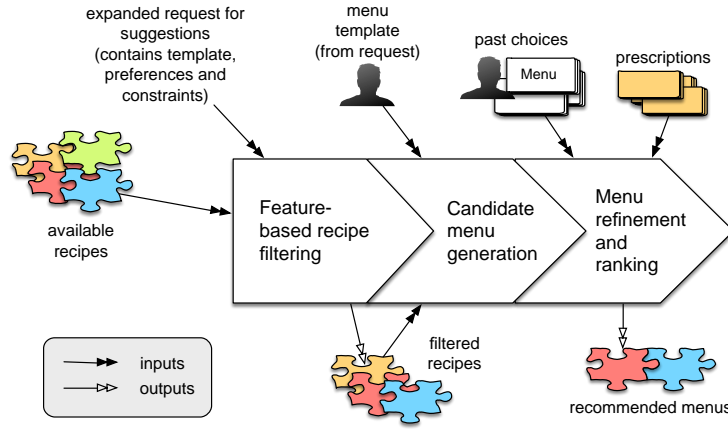 expanded request for
suggestions
(contains template,
preferences and
constraints)
menu
template
(from request)
past choices
Menu
prescriptions
available
recipes
Feature-
based recipe
filtering
Candidate
menu
generation
Menu
refinement
and
ranking
filtered
recipes
recommended menus
inputs
outputs